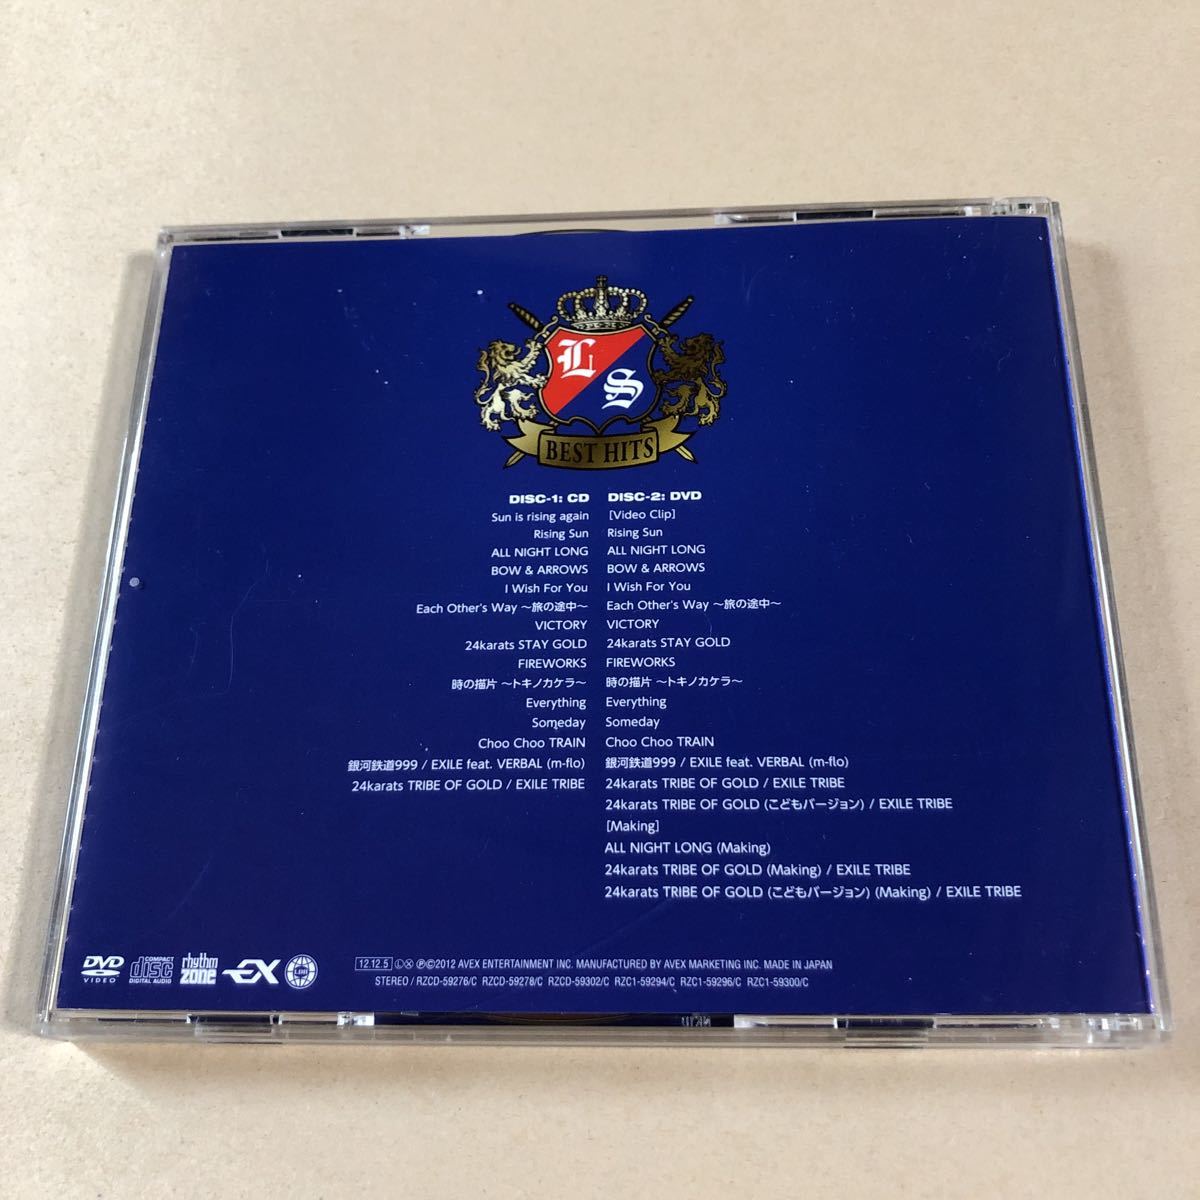 L
S
BEST HITS
DISC-1: CD
Sun is rising again
Rising Sun
ALL NIGHT LONG
BOW & ARROWS
I Wish For You
Each Other's Way 〜旅の途中〜
VICTORY
24karats STAY GOLD
FIREWORKS
時の描片 〜トキノカケラ〜
Everything
Someday
Choo Choo TRAIN
銀河鉄道999 / EXILE feat. VERBAL (m-flo)
24karats TRIBE OF GOLD / EXILE TRIBE
DISC-2: DVD
[Video Clip]
Rising Sun
ALL NIGHT LONG
BOW & ARROWS
I Wish For You
Each Other's Way 〜旅の途中〜
VICTORY
24karats STAY GOLD
FIREWORKS
時の描片 〜トキノカケラ〜
Everything
Someday
Choo Choo TRAIN
銀河鉄道999 / EXILE feat. VERBAL (m-flo)
24karats TRIBE OF GOLD / EXILE TRIBE
24karats TRIBE OF GOLD (こどもバージョン) / EXILE TRIBE
[Making]
ALL NIGHT LONG (Making)
24karats TRIBE OF GOLD (Making) / EXILE TRIBE
24karats TRIBE OF GOLD (こどもバージョン) (Making) / EXILE TRIBE
DVD VIDEO
COMPACT disc DIGITAL AUDIO
rhythm zone
EX
LDH
12.12.5 Ⓛ Ⓧ ℗©2012 AVEX ENTERTAINMENT INC. MANUFACTURED BY AVEX MARKETING INC. MADE IN JAPAN
STEREO / RZCD-59276/C RZCD-59278/C RZCD-59302/C RZC1-59294/C RZC1-59296/C RZC1-59300/C